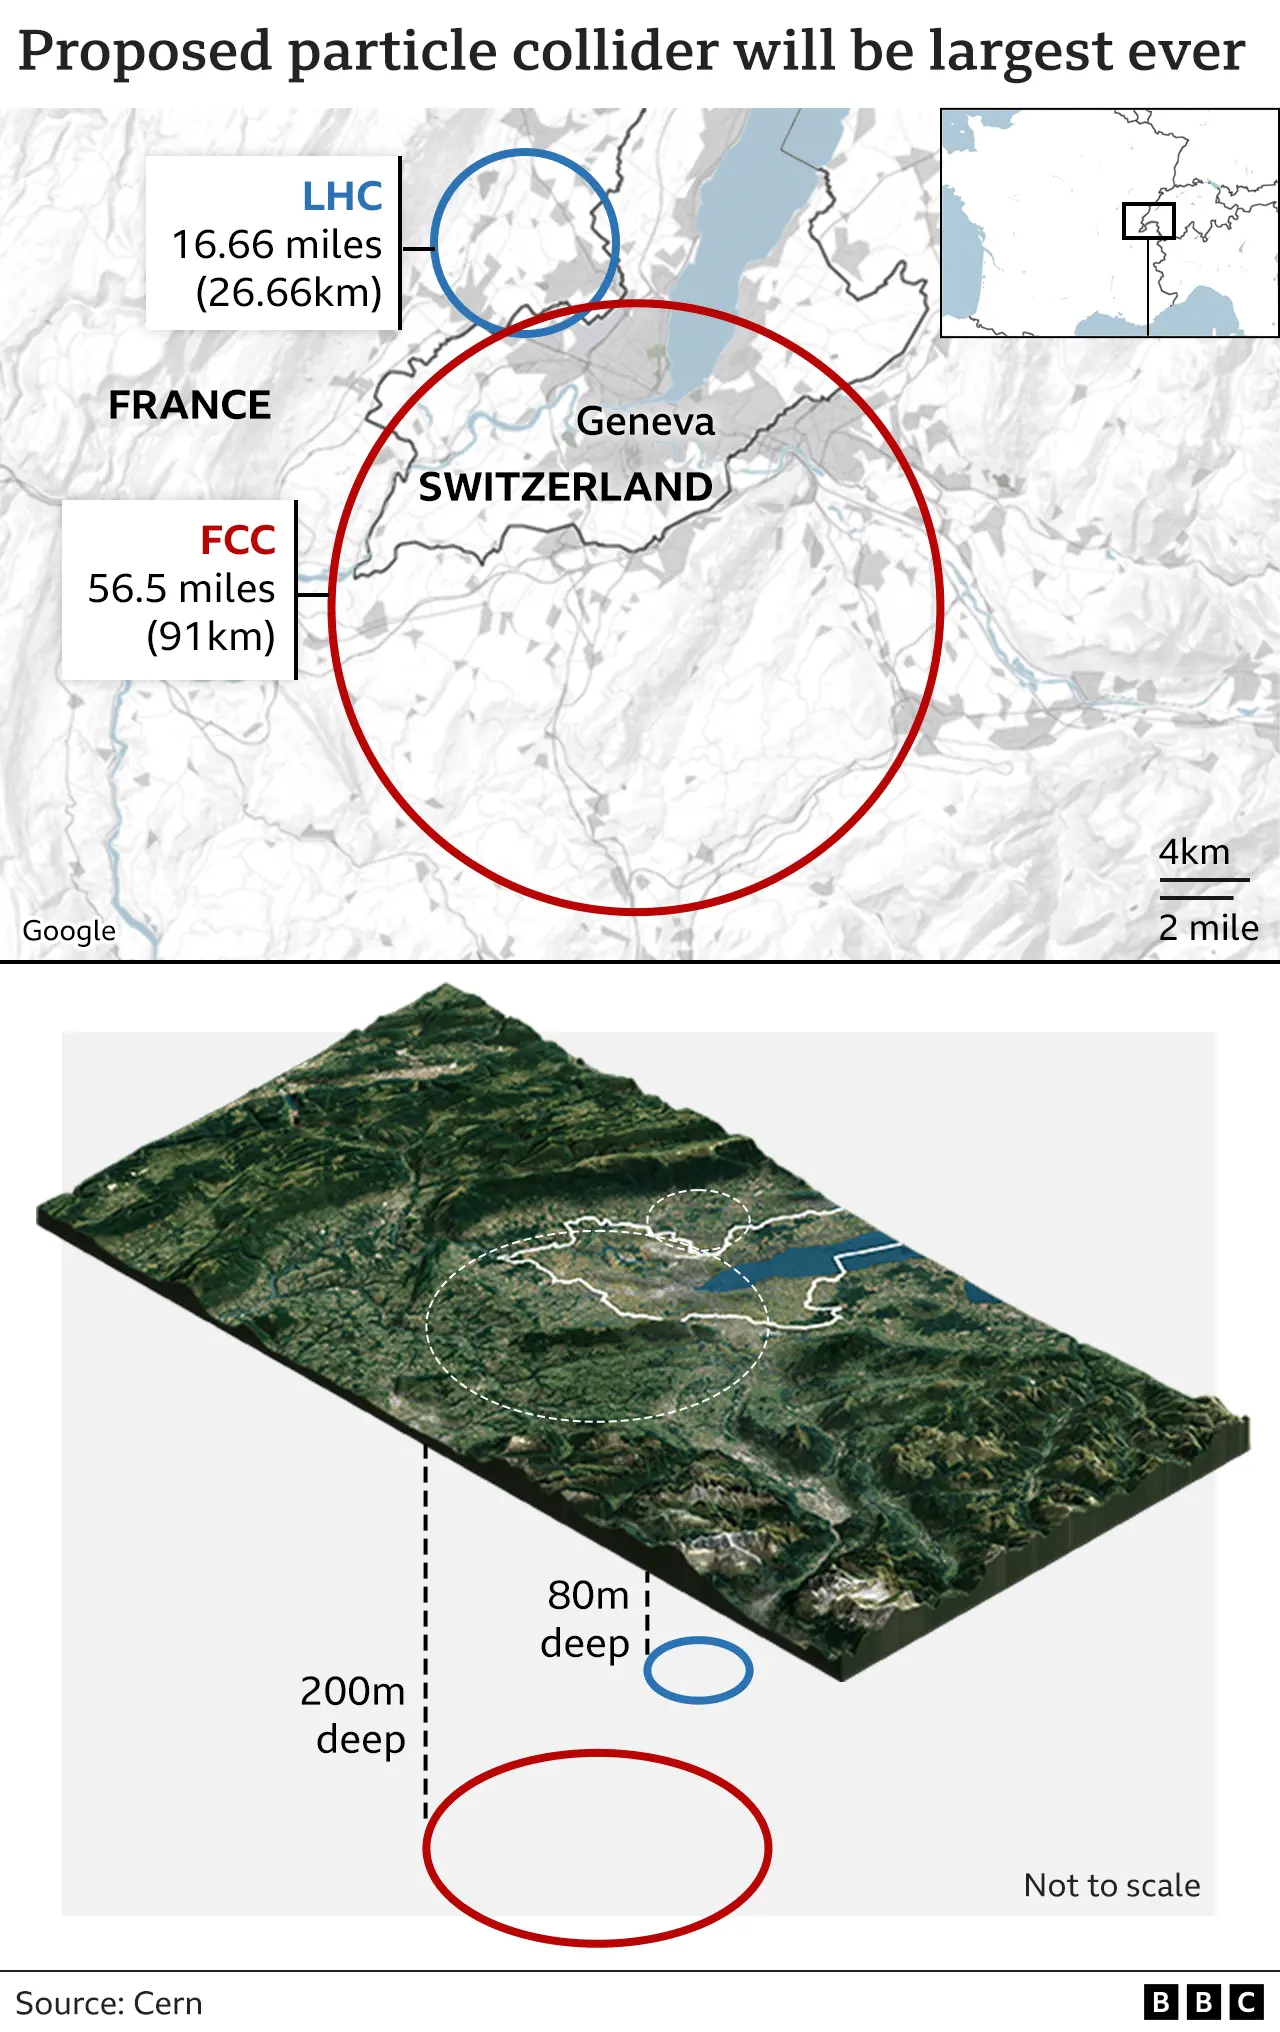 Proposed particle collider will be largest ever
LHC
16.66 miles
(26.66km)
FRANCE
Geneva
SWITZERLAND
FCC
56.5 miles
(91km)
4km
2 mile
Google
80m
deep
200m
deep
Not to scale
Source: Cern
BBC